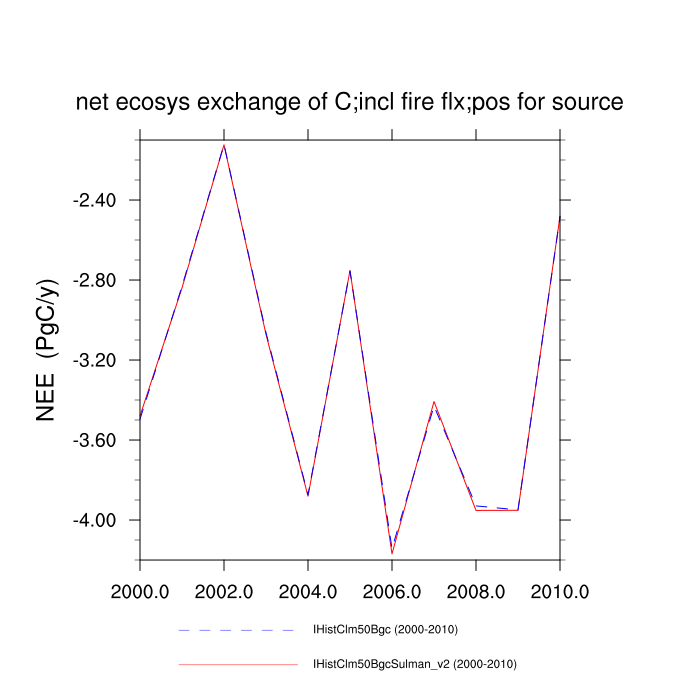 net ecosys exchange of C;incl fire flx;pos for source
NEE  (PgC/y)
-2.40
-2.80
-3.20
-3.60
-4.00
2000.0 2002.0 2004.0 2006.0 2008.0 2010.0
IHistClm50Bgc (2000-2010)
IHistClm50BgcSulman_v2 (2000-2010)